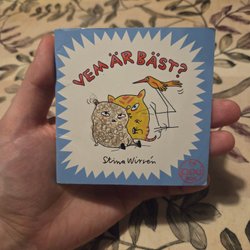 VEM ÄR BÄST?
Stina Wirsén